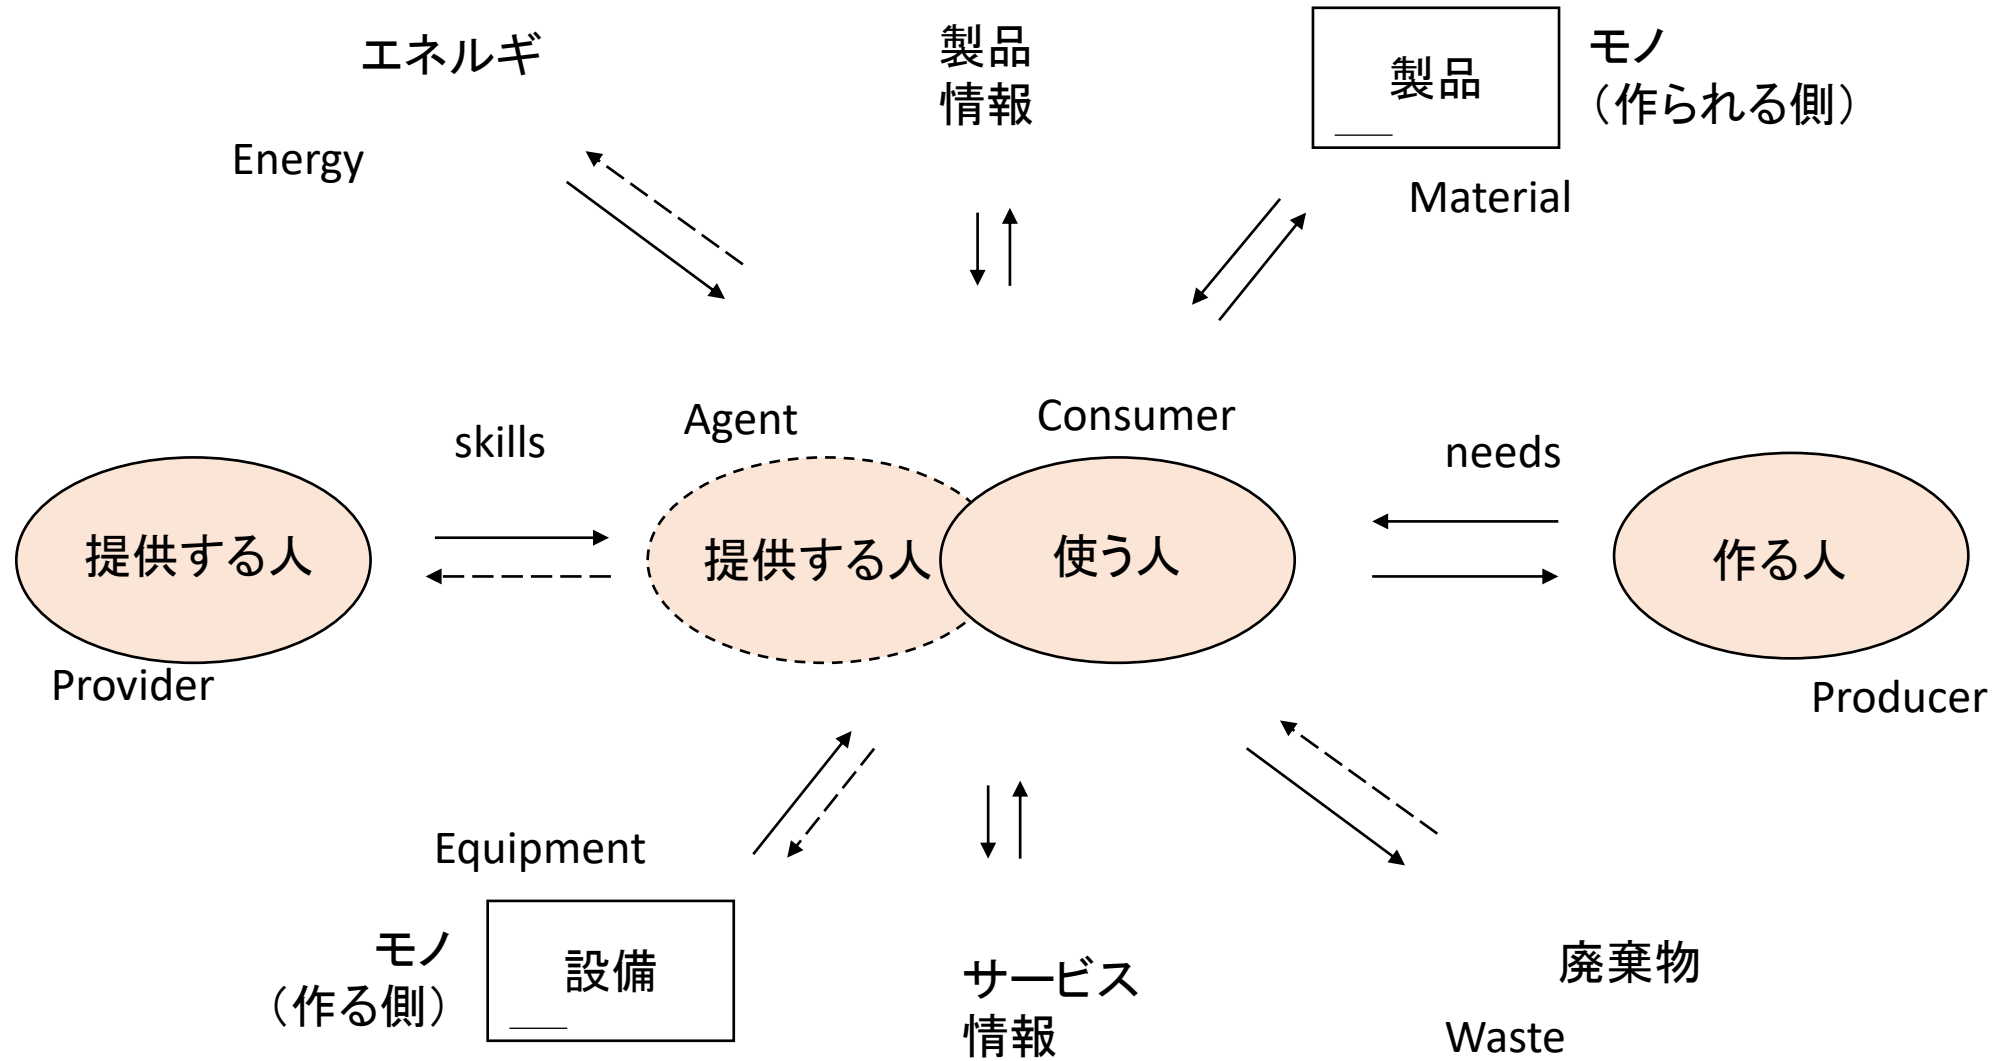 エネルギ
Energy
製品
情報
製品
モノ
（作られる側）
Material
skills
Agent
Consumer
needs
提供する人
Provider
提供する人
使う人
作る人
Producer
Equipment
モノ
（作る側）
設備
サービス
情報
廃棄物
Waste